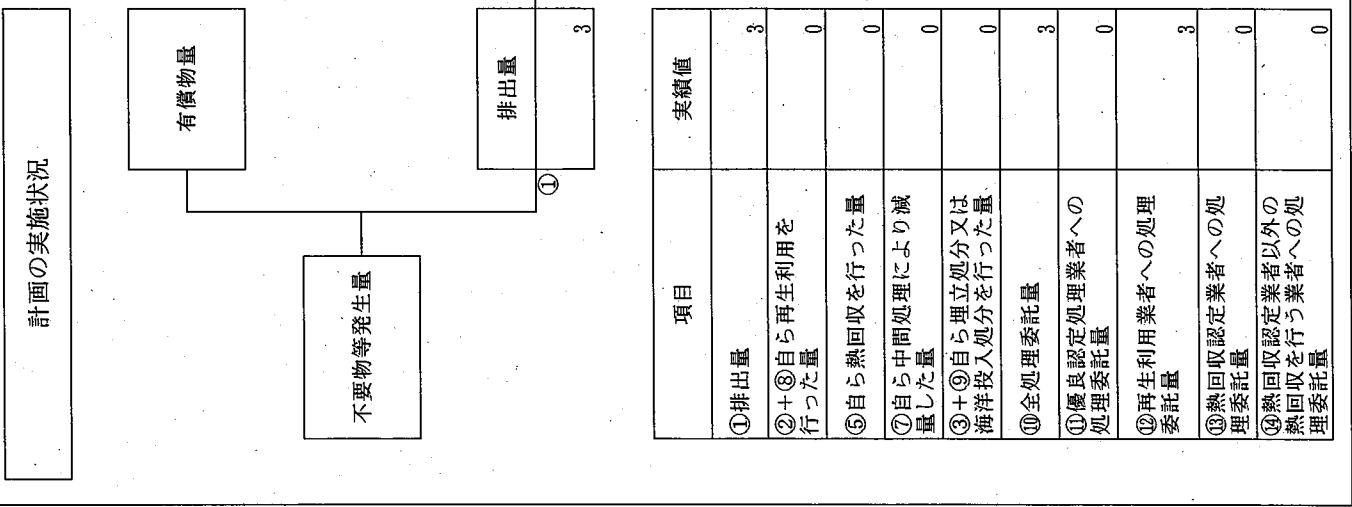 計画の実施状況
有償物量
不要物等発生量
排出量
3
①
項目
実績値
①排出量
3
②+⑧自ら再生利用を
行った量
0
⑤自ら熱回収を行った量
0
⑦自ら中間処理により減
量した量
0
③+⑨自ら埋立処分又は
海洋投入処分を行った量
0
⑩全処理委託量
3
⑪優良認定処理業者への
処理委託量
0
⑫再生利用業者への処理
委託量
3
⑬熱回収認定業者への処
理委託量
0
⑭熱回収認定業者以外の
熱回収を行う業者への処
理委託量
0